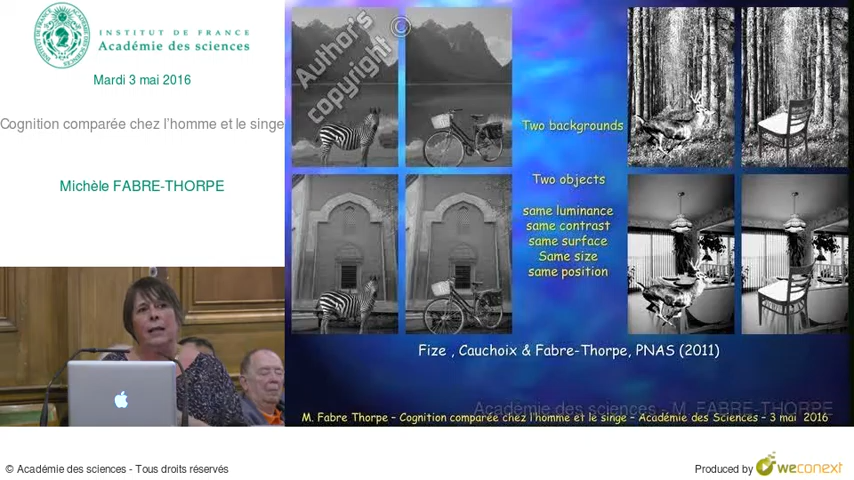 INSTITUT DE FRANCE
Académie des sciences
Mardi 3 mai 2016
Cognition comparée chez l'homme et le singe
Michèle FABRE-THORPE
Author's
copyright ©
Two backgrounds
Two objects
same luminance
same contrast
same surface
Same size
same position
Fize , Cauchoix & Fabre-Thorpe, PNAS (2011)
Académie des sciences - M. FABRE-THORPE
M. Fabre Thorpe – Cognition comparée chez l'homme et le singe – Académie des Sciences – 3 mai 2016
© Académie des sciences - Tous droits réservés
Produced by weconext